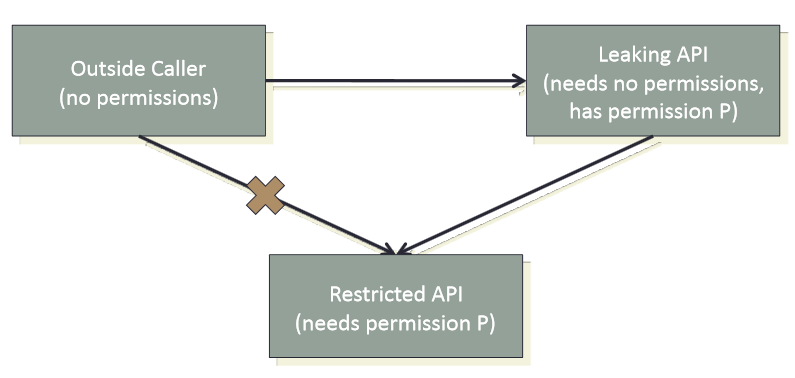 Outside Caller
(no permissions)
Leaking API
(needs no permissions,
has permission P)
Restricted API
(needs permission P)